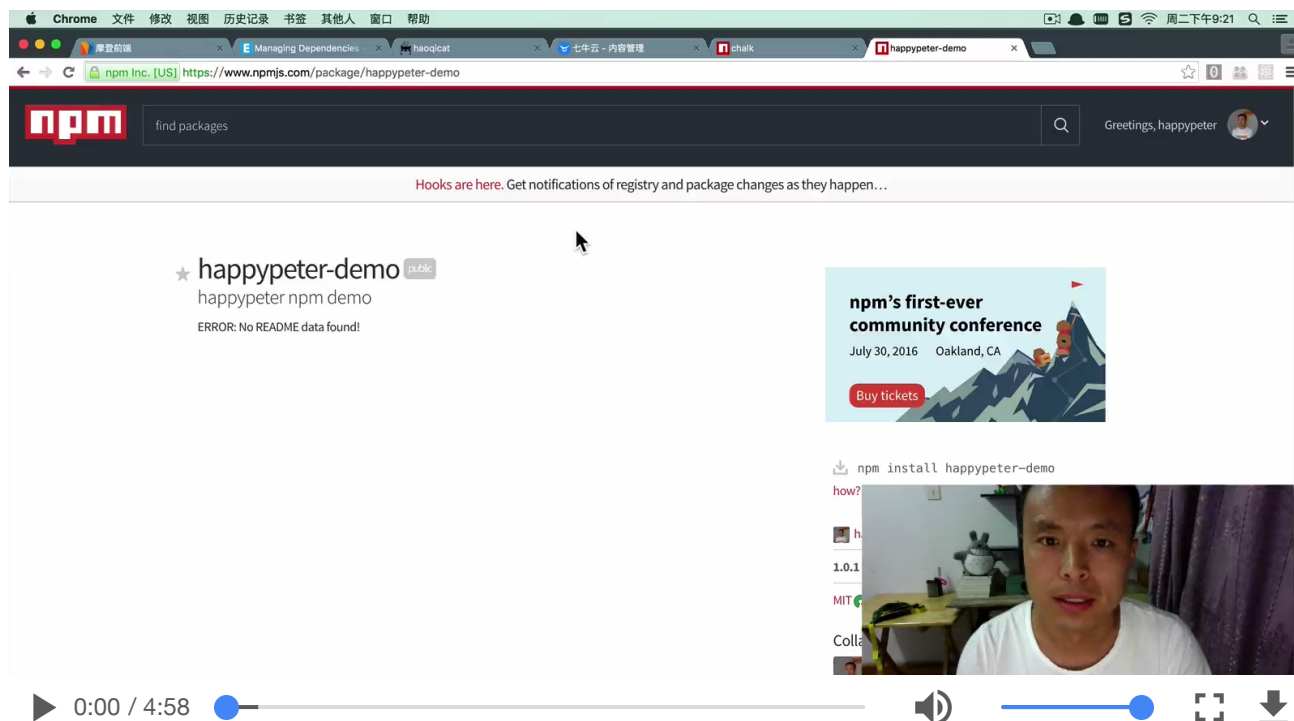 Chrome 文件 修改 视图 历史记录 书签 其他人 窗口 帮助 周二下午9:21
摩登前端 Managing Dependencies haoqicat 七牛云 - 内容管理 chalk happypeter-demo
npm Inc. [US] https://www.npmjs.com/package/happypeter-demo
npm find packages Greetings, happypeter
Hooks are here. Get notifications of registry and package changes as they happen…
happypeter-demo public
happypeter npm demo
ERROR: No README data found!
npm's first-ever
community conference
July 30, 2016 Oakland, CA
Buy tickets
npm install happypeter-demo
how?
h
1.0.1
MIT
Colla
0:00 / 4:58